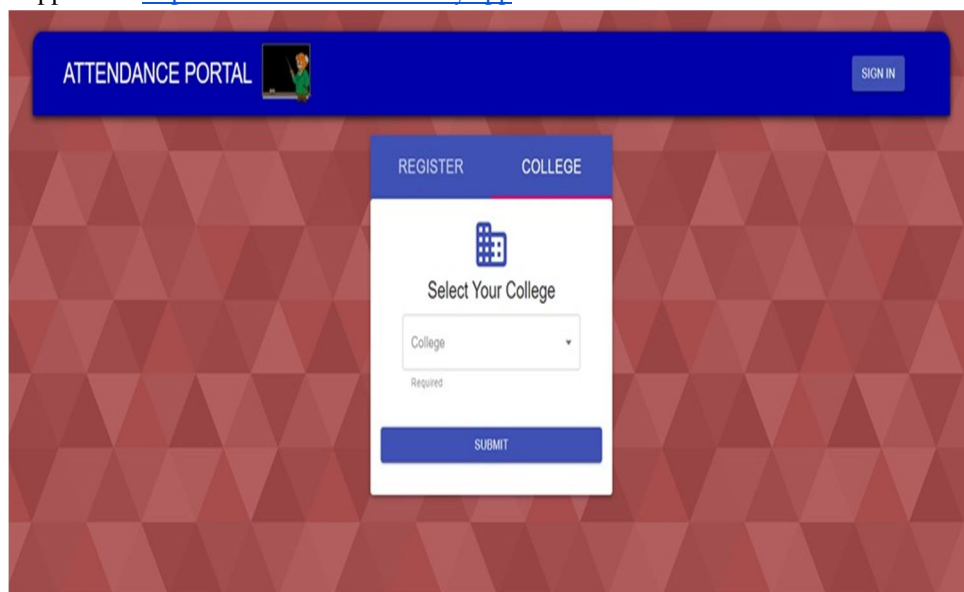 ATTENDANCE PORTAL
SIGN IN
REGISTER COLLEGE
Select Your College
College
Required
SUBMIT